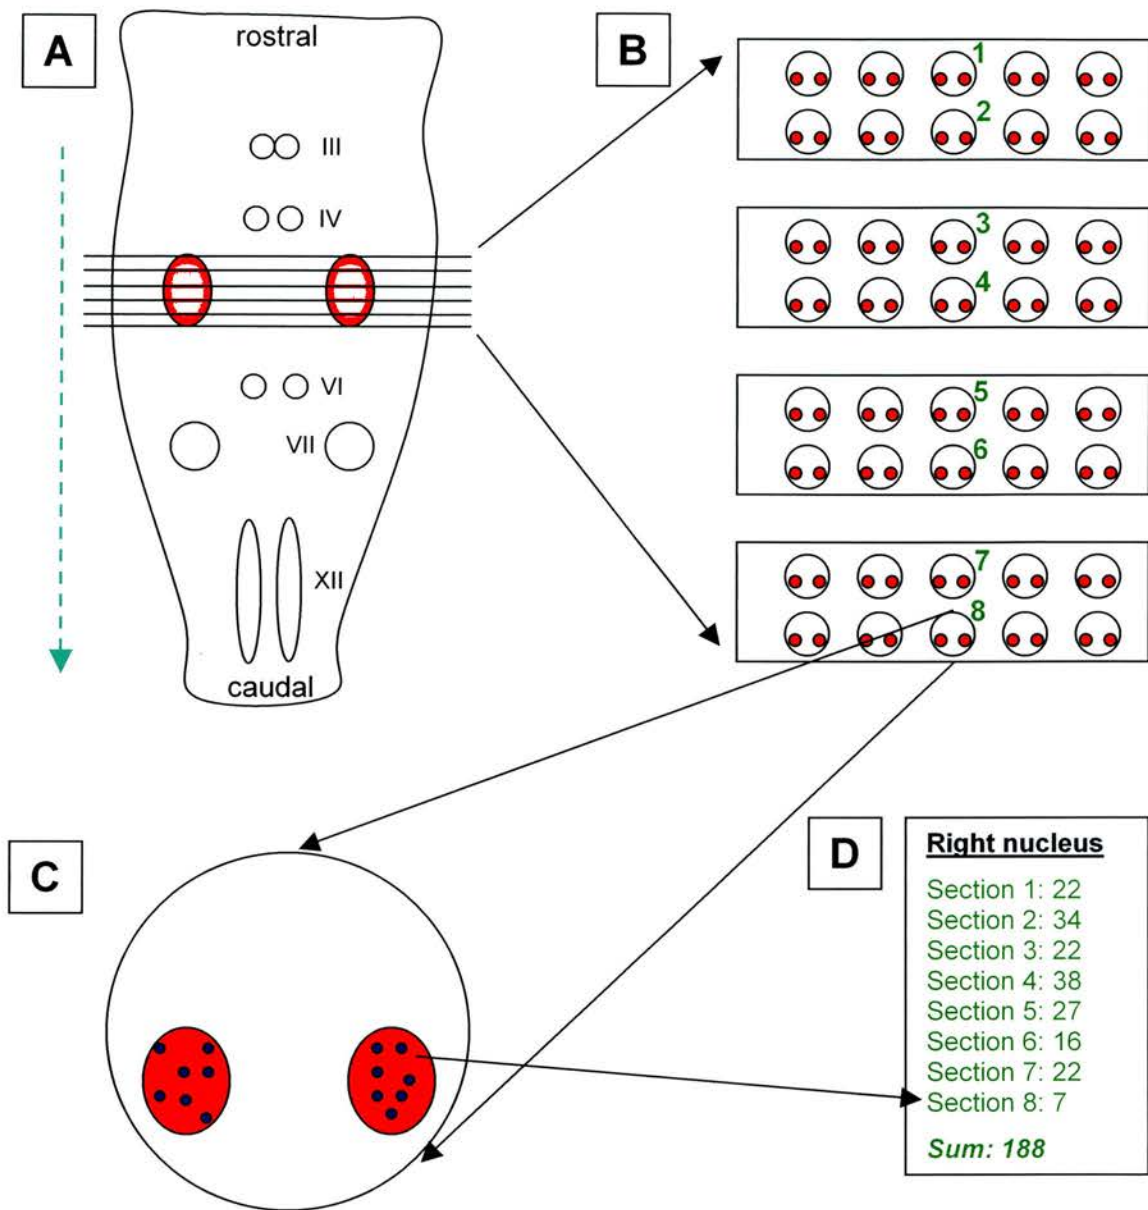 A
rostral
III
IV
VI
VII
XII
caudal
B
1
2
3
4
5
6
7
8
C
D
Right nucleus
Section 1: 22
Section 2: 34
Section 3: 22
Section 4: 38
Section 5: 27
Section 6: 16
Section 7: 22
Section 8: 7
Sum: 188